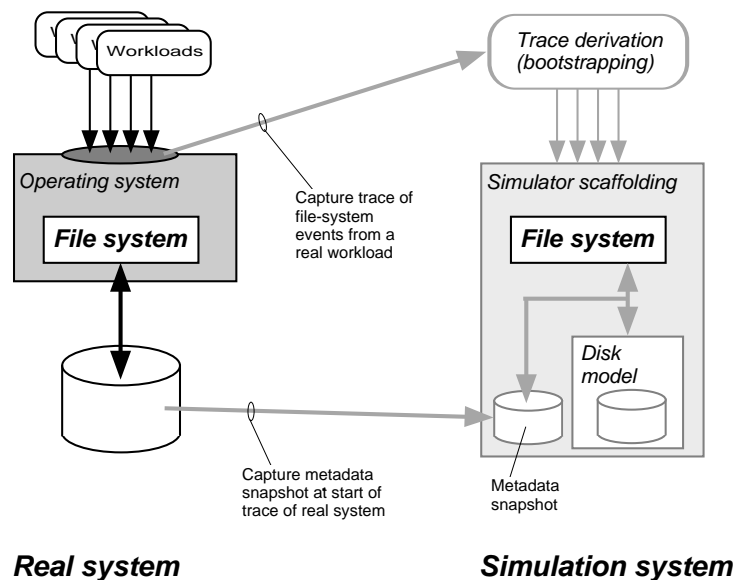 Workloads
Trace derivation
(bootstrapping)
Operating system
File system
Capture trace of
file-system
events from a
real workload
Simulator scaffolding
File system
Disk
model
Capture metadata
snapshot at start of
trace of real system
Metadata
snapshot
Real system
Simulation system